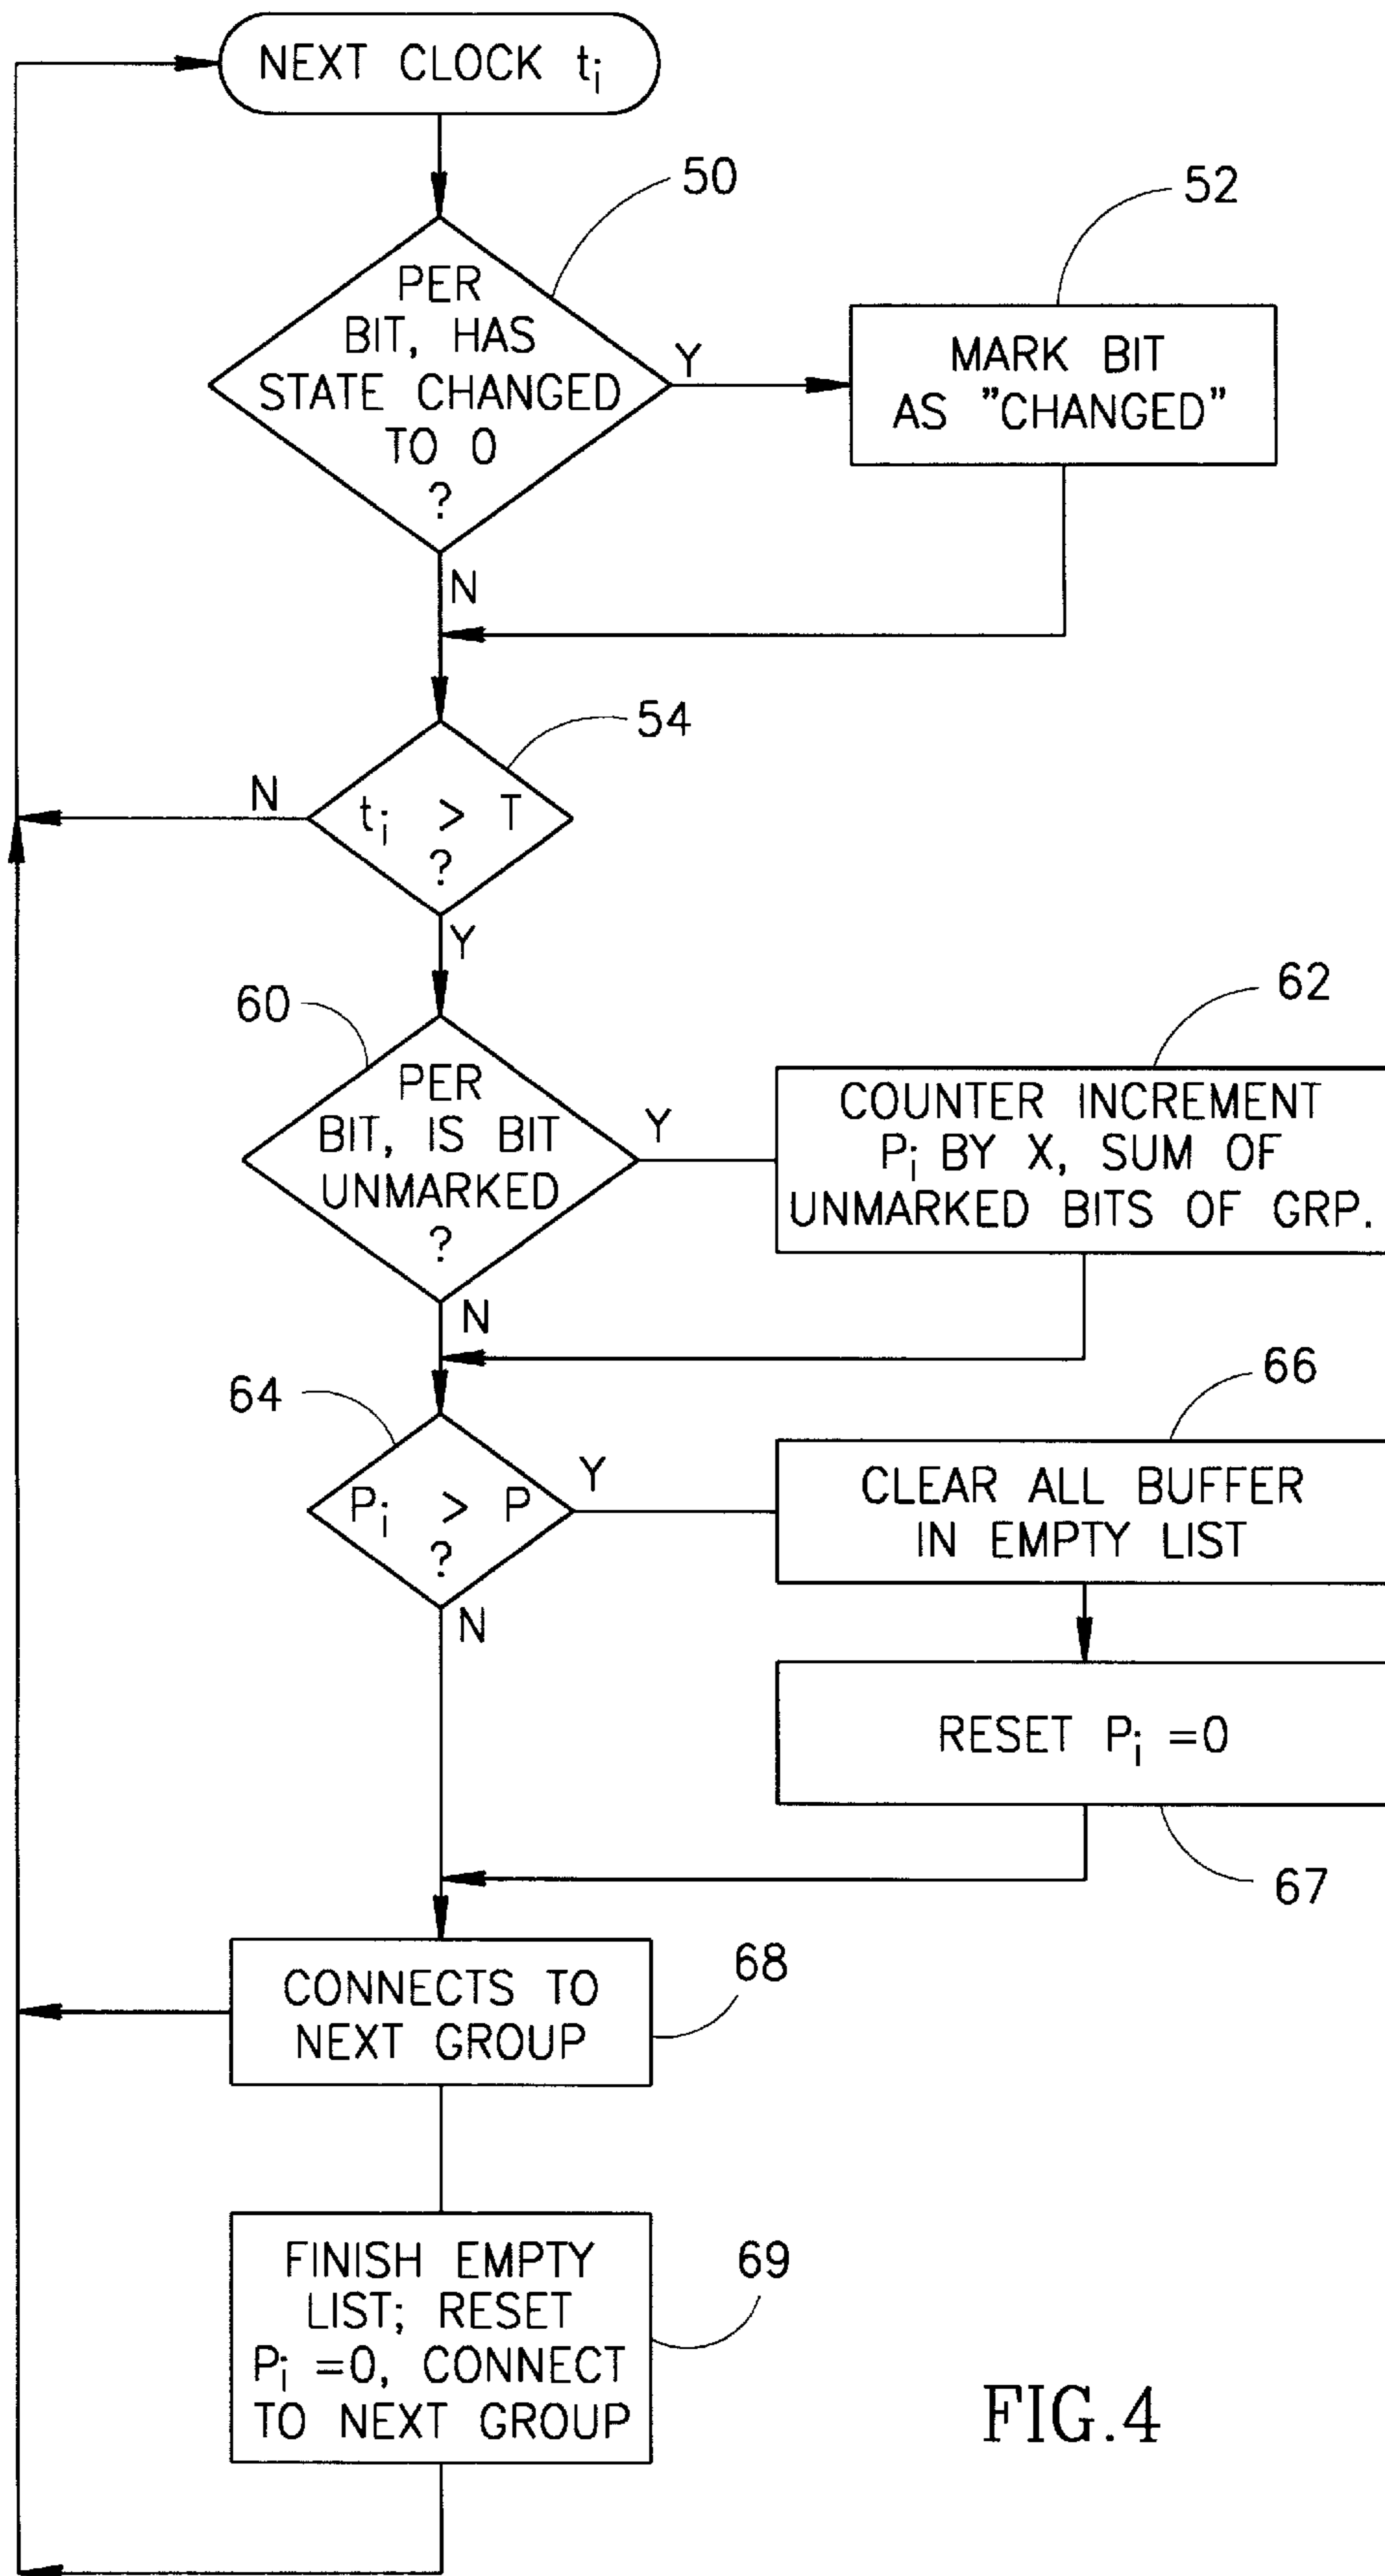 NEXT CLOCK ti
50
52
PER
BIT, HAS
STATE CHANGED
TO 0
?
Y
MARK BIT
AS "CHANGED"
N
54
N
ti > T
?
Y
60
62
PER
BIT, IS BIT
UNMARKED
?
Y
COUNTER INCREMENT
Pi BY X, SUM OF
UNMARKED BITS OF GRP.
N
64
66
Pi > P
?
Y
CLEAR ALL BUFFER
IN EMPTY LIST
N
RESET Pi =0
67
CONNECTS TO
NEXT GROUP
68
FINISH EMPTY
LIST; RESET
Pi =0, CONNECT
TO NEXT GROUP
69
FIG.4